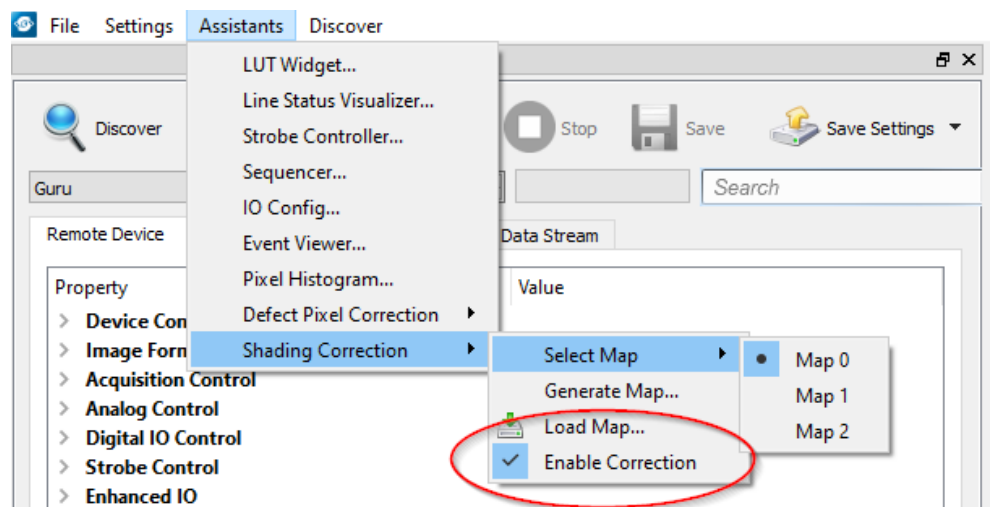 File Settings Assistants Discover
LUT Widget...
Line Status Visualizer...
Discover Stop Save Save Settings
Strobe Controller...
Sequencer...
Guru Search
IO Config...
Remote Device Data Stream
Event Viewer...
Pixel Histogram...
Property Value
Defect Pixel Correction
Device Con
Shading Correction Select Map Map 0
Image Form
Acquisition Control
Generate Map... Map 1
Analog Control
Load Map... Map 2
Digital IO Control
Enable Correction
Strobe Control
Enhanced IO